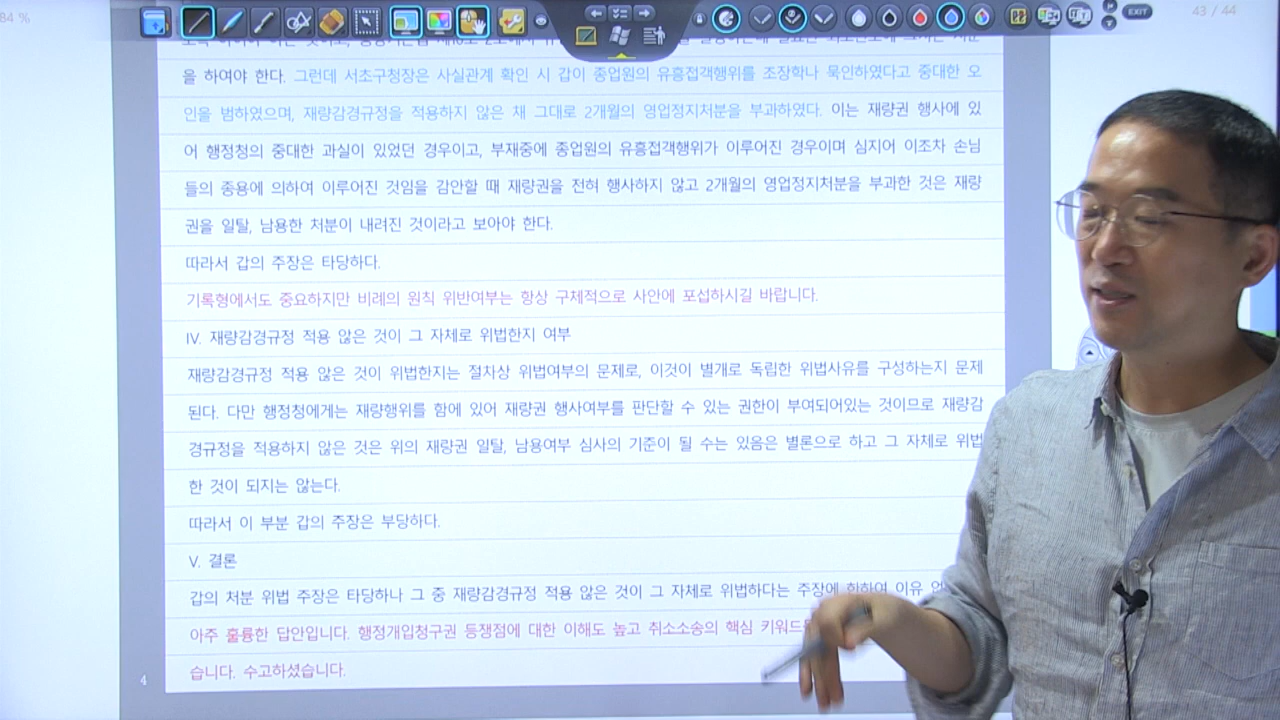 84 %
EXIT
43 / 44
을 하여야 한다. 그런데 서초구청장은 사실관계 확인 시 갑이 종업원의 유흥접객행위를 조장학나 묵인하였다고 중대한 오
인을 범하였으며, 재량감경규정을 적용하지 않은 채 그대로 2개월의 영업정지처분을 부과하였다. 이는 재량권 행사에 있
어 행정청의 중대한 과실이 있었던 경우이고, 부재중에 종업원의 유흥접객행위가 이루어진 경우이며 심지어 이조차 손님
들의 종용에 의하여 이루어진 것임을 감안할 때 재량권을 전혀 행사하지 않고 2개월의 영업정지처분을 부과한 것은 재량
권을 일탈, 남용한 처분이 내려진 것이라고 보아야 한다.
따라서 갑의 주장은 타당하다.
기록형에서도 중요하지만 비례의 원칙 위반여부는 항상 구체적으로 사안에 포섭하시길 바랍니다.
IV. 재량감경규정 적용 않은 것이 그 자체로 위법한지 여부
재량감경규정 적용 않은 것이 위법한지는 절차상 위법여부의 문제로, 이것이 별개로 독립한 위법사유를 구성하는지 문제
된다. 다만 행정청에게는 재량행위를 함에 있어 재량권 행사여부를 판단할 수 있는 권한이 부여되어있는 것이므로 재량감
경규정을 적용하지 않은 것은 위의 재량권 일탈, 남용여부 심사의 기준이 될 수는 있음은 별론으로 하고 그 자체로 위법
한 것이 되지는 않는다.
따라서 이 부분 갑의 주장은 부당하다.
V. 결론
갑의 처분 위법 주장은 타당하나 그 중 재량감경규정 적용 않은 것이 그 자체로 위법하다는 주장에 한하여 이유
아주 훌륭한 답안입니다. 행정개입청구권 등쟁점에 대한 이해도 높고 취소소송의 핵심
습니다. 수고하셨습니다.
4